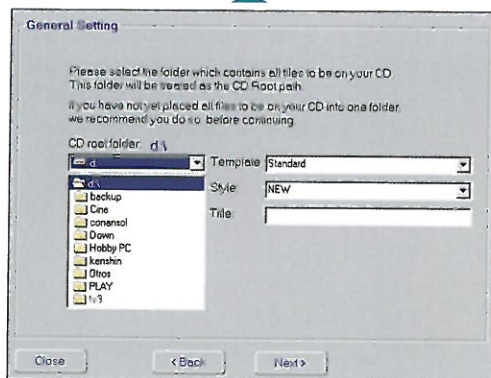 General Setting
Please select the folder which contains all files to be on your CD.
This folder will be treated as the CD Root path.
If you have not yet placed all files to be on your CD into one folder,
we recommend you do so before continuing.
CD root folder: d:\
d: Template Standard
d:\ Style NEW
backup Title
Cine
conansol
Down
Hobby PC
kenshin
Otros
PLAY
Close < Back Next >